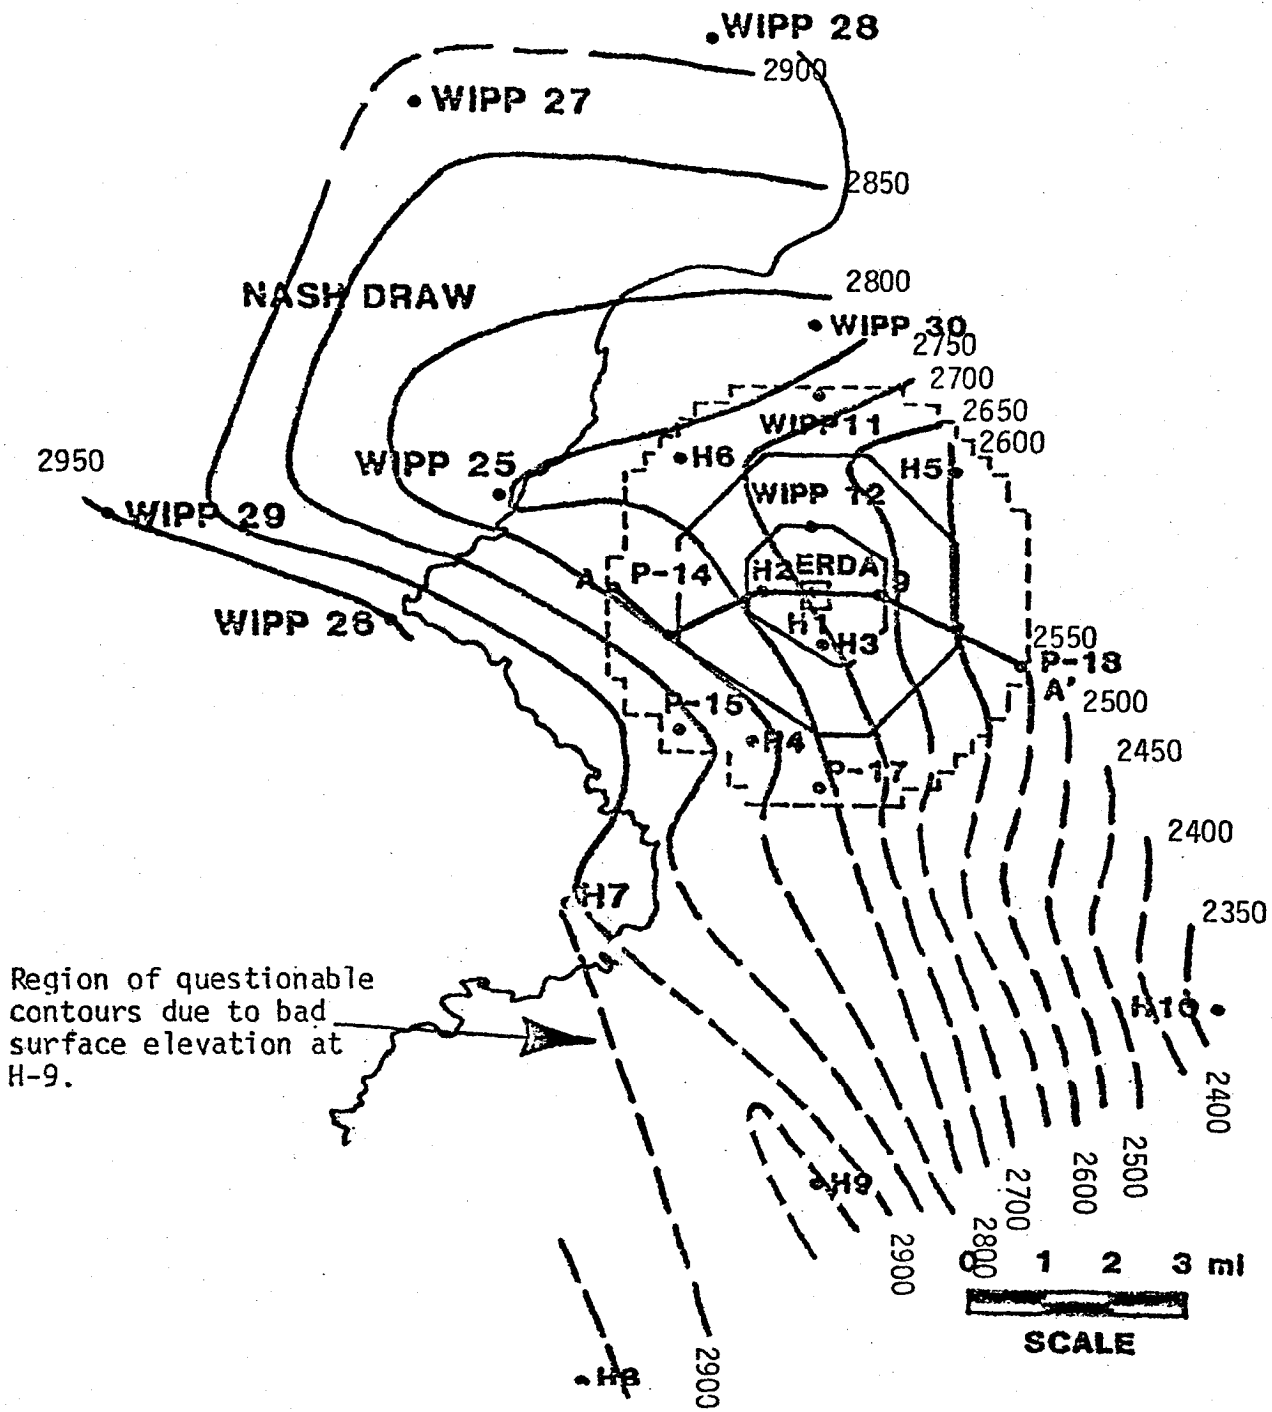 WIPP 28
2900
WIPP 27
2850
NASH DRAW
2800
WIPP 30
2750
2700
2650
2600
WIPP 11
H6
H5
2950
WIPP 25
WIPP 12
WIPP 29
A
P-14
H2
ERDA 9
WIPP 26
H1
H3
2550
P-18
A'
2500
P-15
P4
2450
P-17
2400
H7
2350
Region of questionable
contours due to bad
surface elevation at
H-9.
H10
2400
2500
2600
2700
H9
2800
2900
0 1 2 3 mi
SCALE
2900
H8